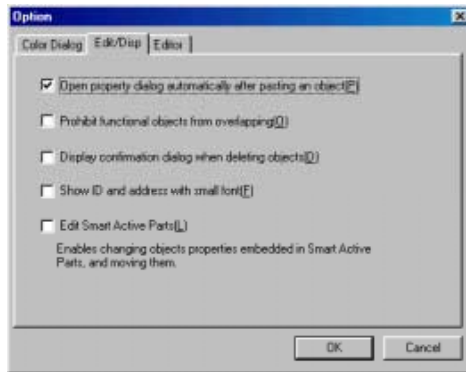 Option
Color Dialog Edit/Disp Editor
Open property dialog automatically after pasting an object(P)
Prohibit functional objects from overlapping(O)
Display confirmation dialog when deleting objects(D)
Show ID and address with small font(F)
Edit Smart Active Parts(L)
Enables changing objects properties embedded in Smart Active
Parts, and moving them.
OK Cancel